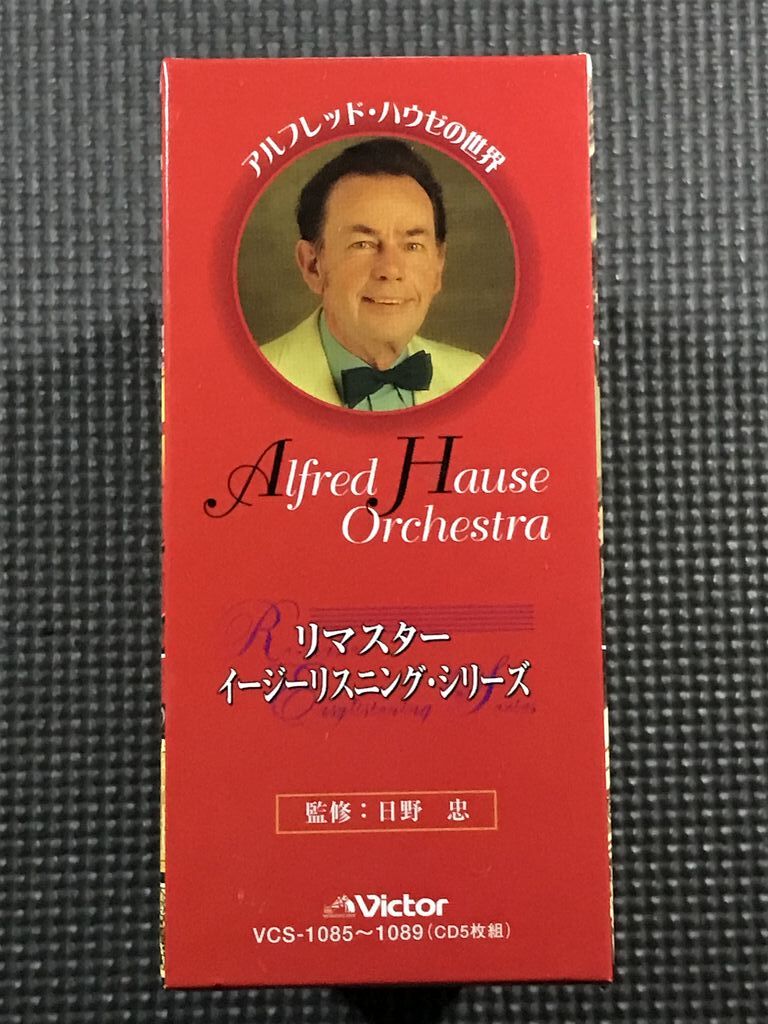 アルフレッド・ハウゼの世界
Alfred Hause
Orchestra
リマスター
イージーリスニング・シリーズ
監修：日野　忠
Victor
VCS-1085〜1089(CD5枚組)